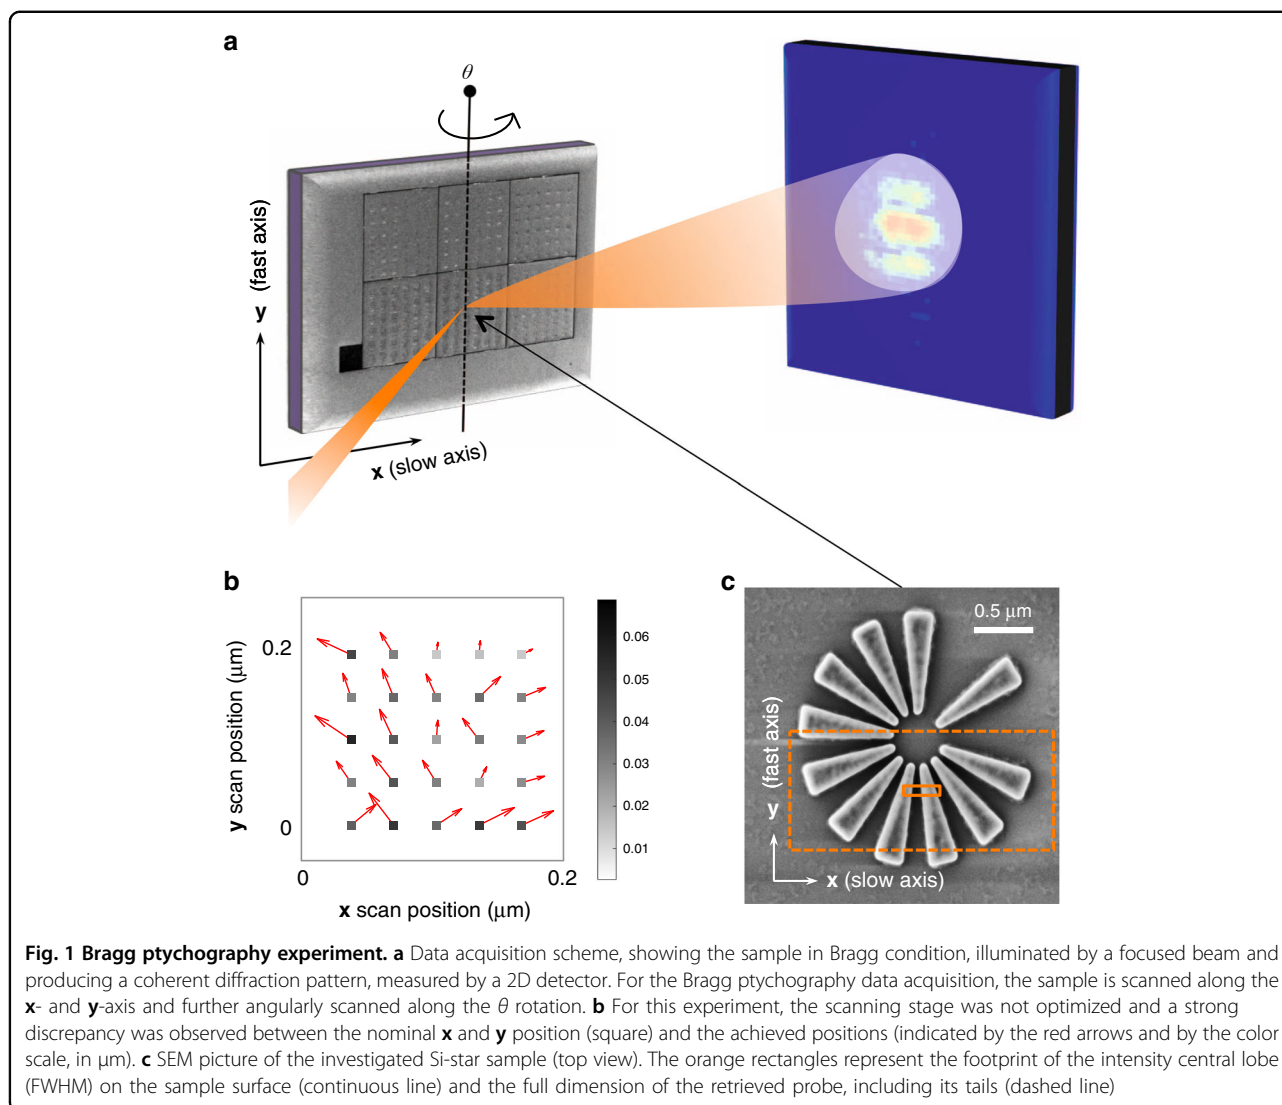 a
θ
y (fast axis)
x (slow axis)
b
0.2
0
y scan position (μm)
0
0.2
x scan position (μm)
0.06
0.05
0.04
0.03
0.02
0.01
c
0.5 μm
y (fast axis)
x (slow axis)
Fig. 1 Bragg ptychography experiment. a Data acquisition scheme, showing the sample in Bragg condition, illuminated by a focused beam and
producing a coherent diffraction pattern, measured by a 2D detector. For the Bragg ptychography data acquisition, the sample is scanned along the
x- and y-axis and further angularly scanned along the θ rotation. b For this experiment, the scanning stage was not optimized and a strong
discrepancy was observed between the nominal x and y position (square) and the achieved positions (indicated by the red arrows and by the color
scale, in μm). c SEM picture of the investigated Si-star sample (top view). The orange rectangles represent the footprint of the intensity central lobe
(FWHM) on the sample surface (continuous line) and the full dimension of the retrieved probe, including its tails (dashed line)